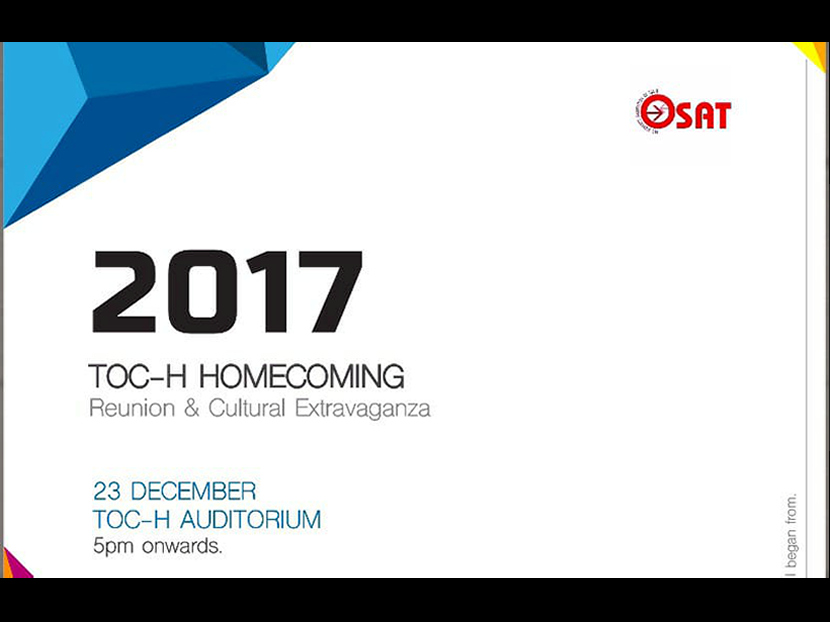 OSAT
2017
TOC-H HOMECOMING
Reunion & Cultural Extravaganza
23 DECEMBER
TOC-H AUDITORIUM
5pm onwards.
I began from.